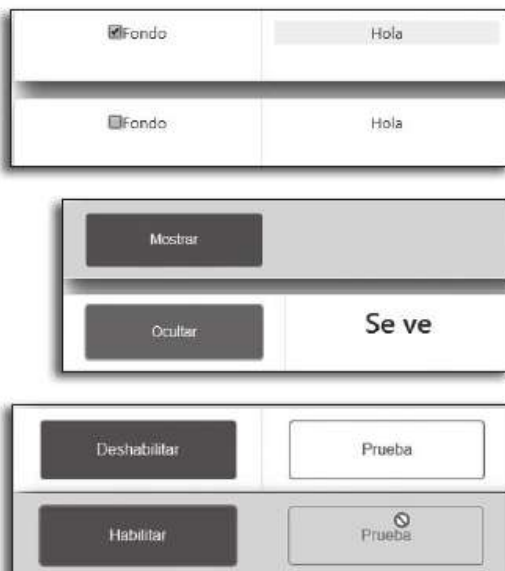 Fondo Hola
Fondo Hola
Mostrar
Ocultar Se ve
Deshabilitar Prueba
Habilitar Prueba